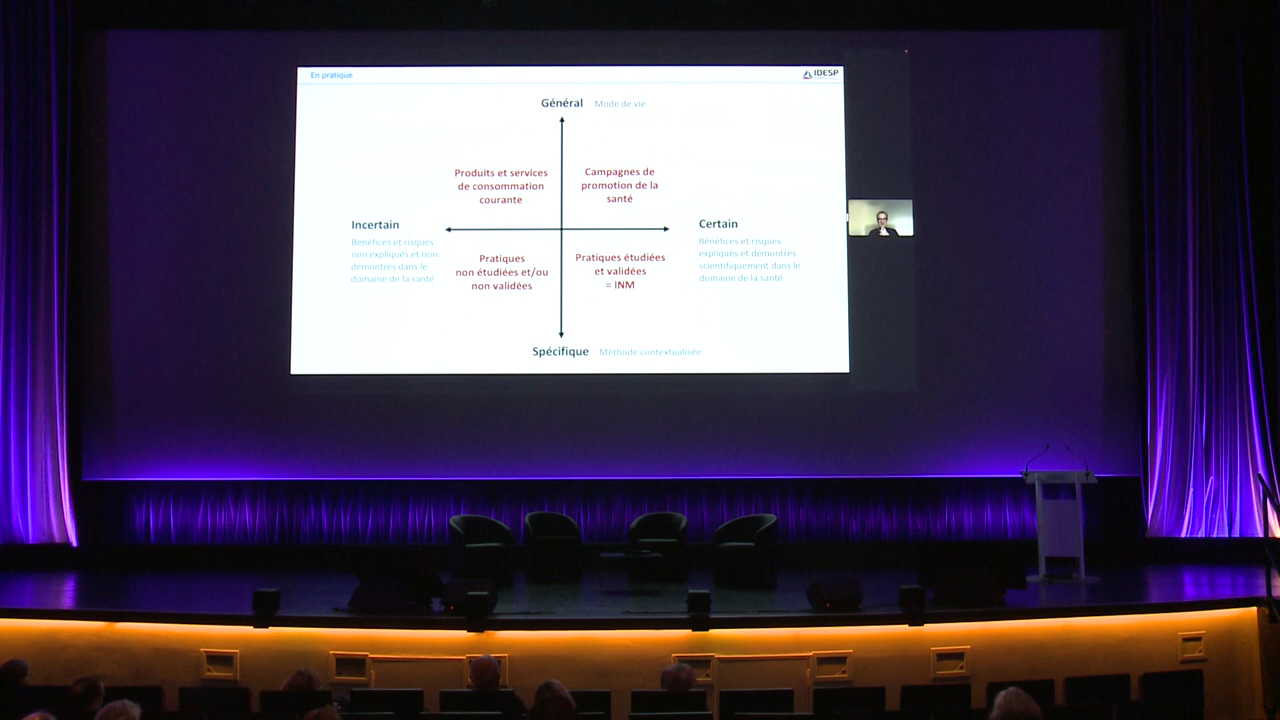 En pratique
IDESP
Général Mode de vie
Produits et services
de consommation
courante
Campagnes de
promotion de la
santé
Incertain
Bénéfices et risques
non expliqués et non
démontrés dans le
domaine de la santé
Certain
Bénéfices et risques
expliqués et démontrés
scientifiquement dans le
domaine de la santé
Pratiques
non étudiées et/ou
non validées
Pratiques étudiées
et validées
= INM
Spécifique Méthode contextualisée